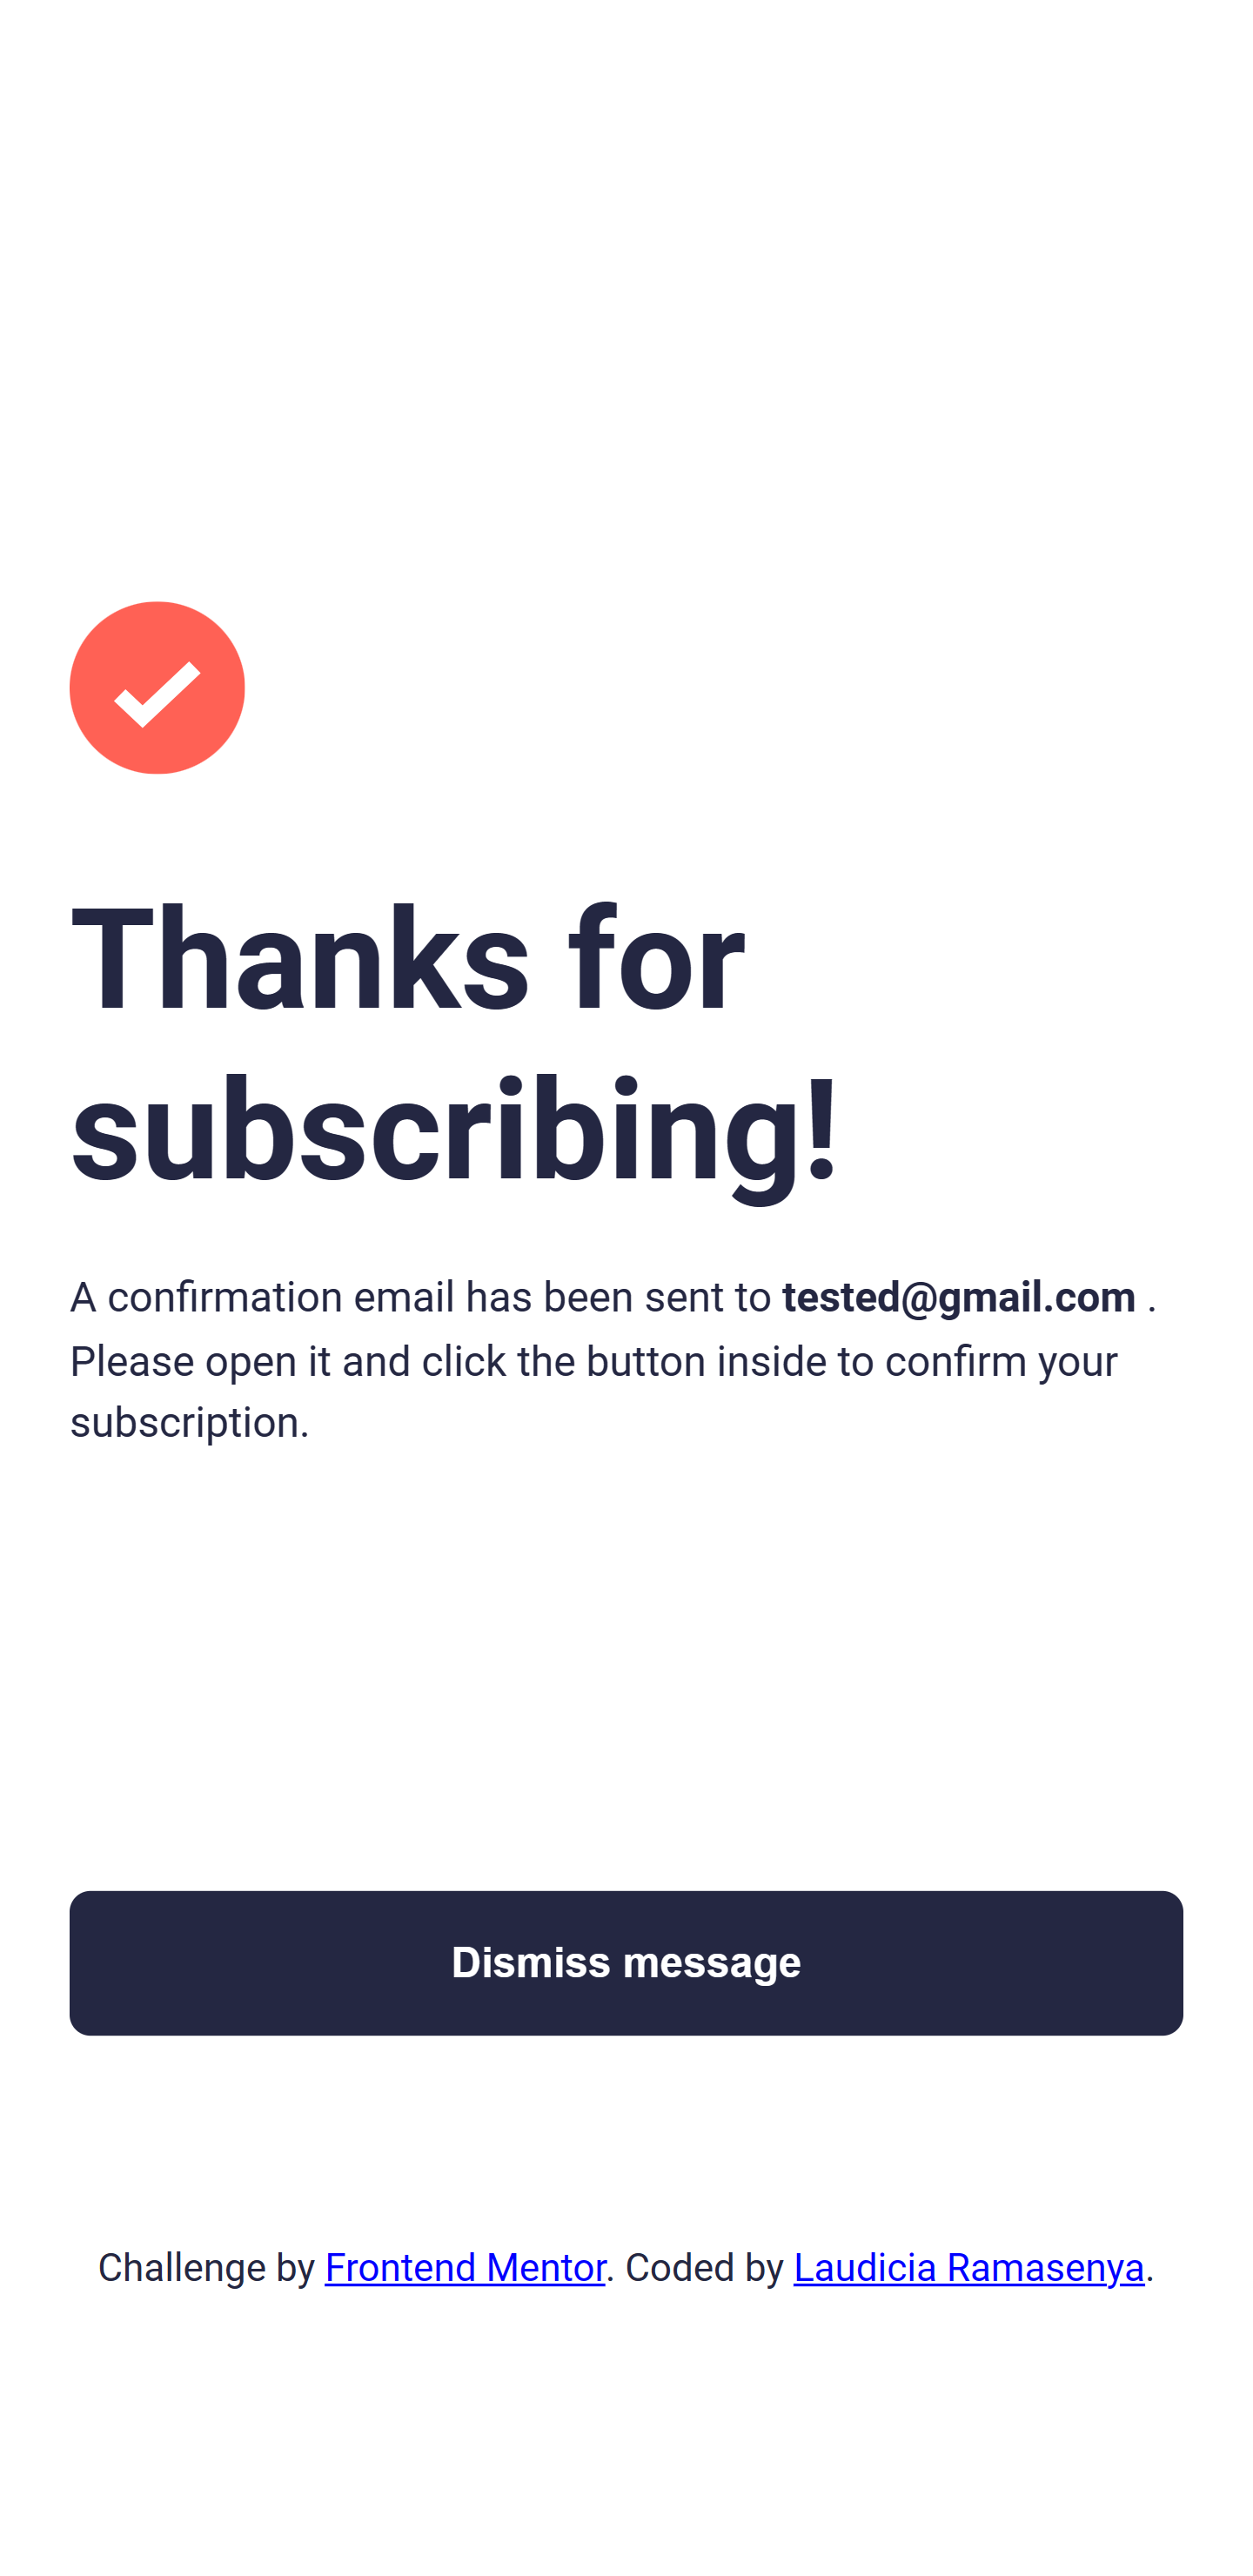 Thanks for
subscribing!
A confirmation email has been sent to tested@gmail.com .
Please open it and click the button inside to confirm your
subscription.
Dismiss message
Challenge by Frontend Mentor. Coded by Laudicia Ramasenya.